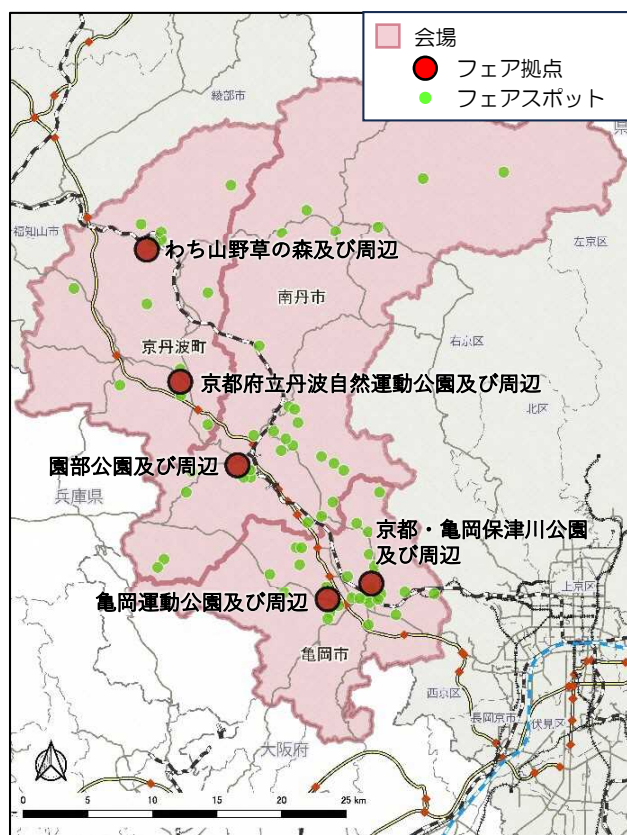 会場
フェア拠点
フェアスポット
綾部市
福知山市
わち山野草の森及び周辺
左京区
南丹市
右京区
京丹波町
京都府立丹波自然運動公園及び周辺
北区
園部公園及び周辺
兵庫県
京都・亀岡保津川公園
及び周辺
上京区
亀岡運動公園及び周辺
亀岡市
西京区
長岡京市
伏見区
大阪府
0 5 10 15 20 25 km